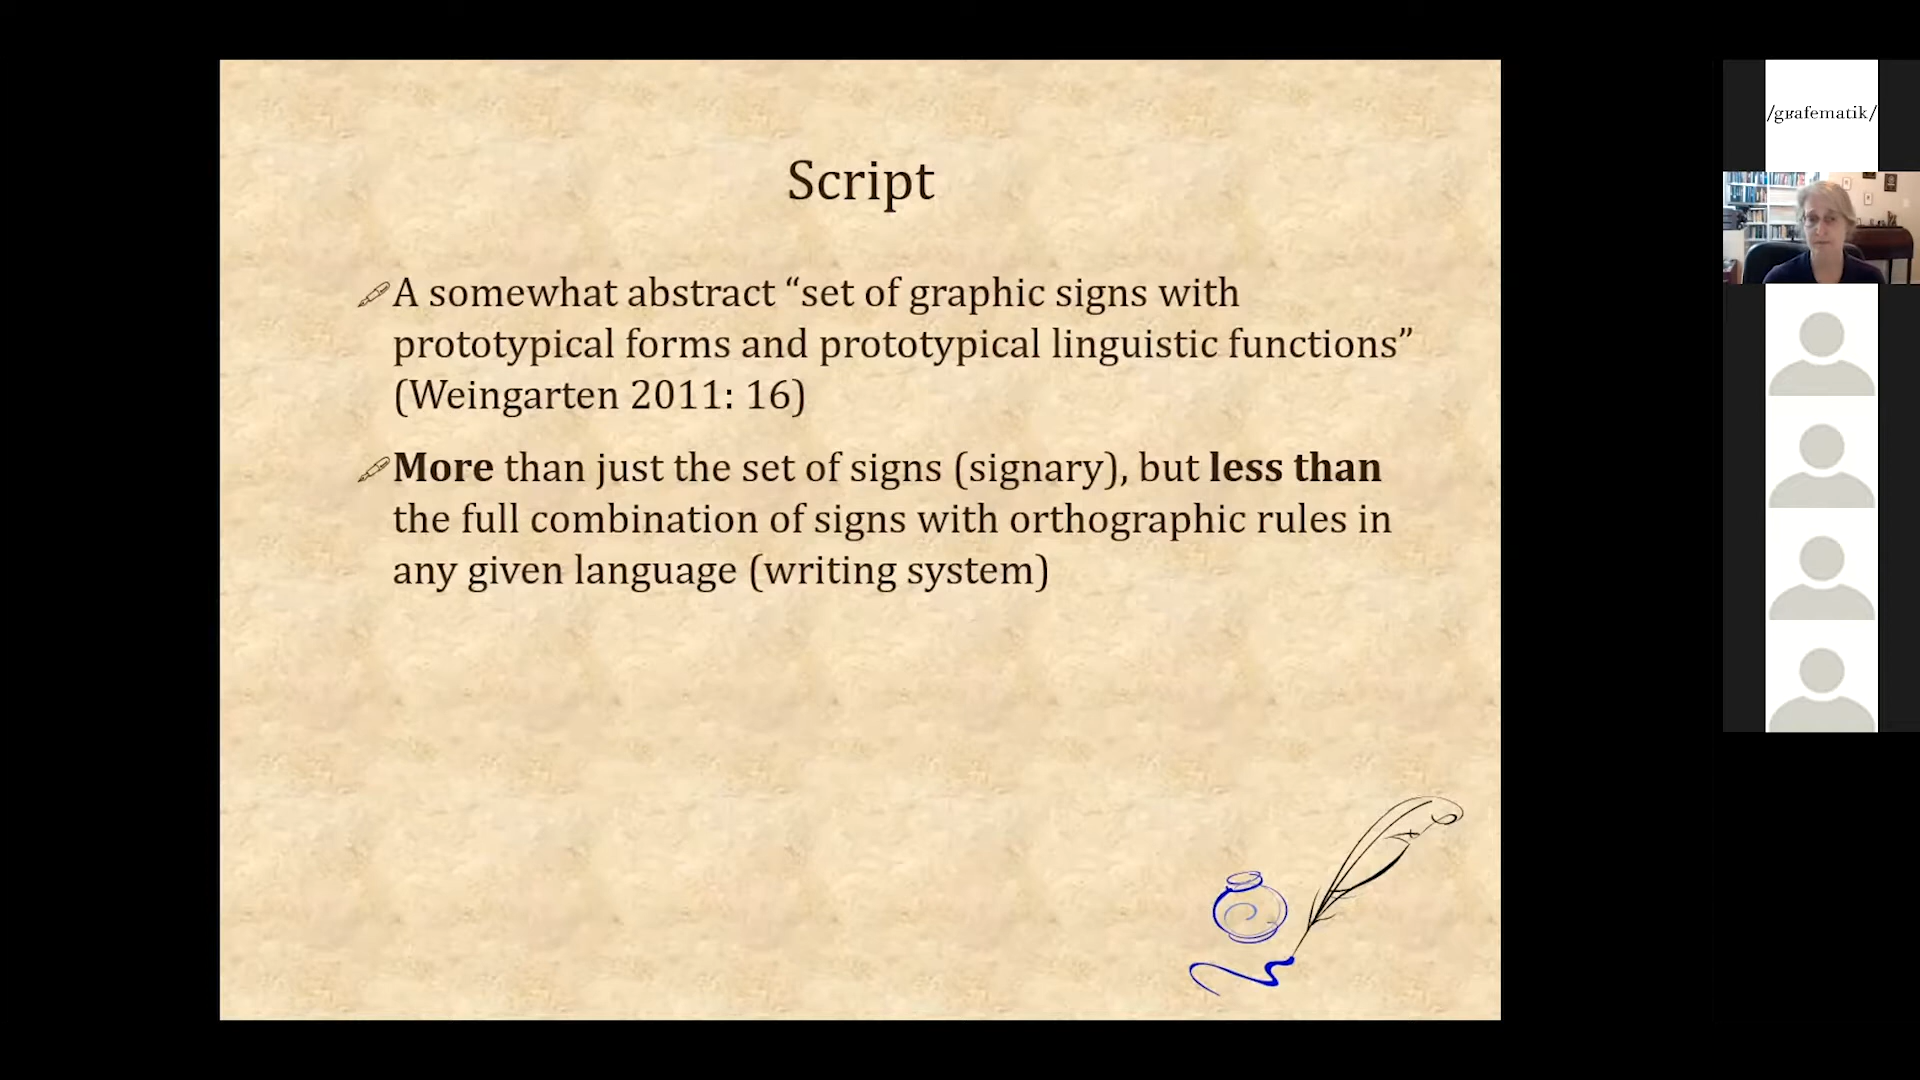 Script
A somewhat abstract “set of graphic signs with
prototypical forms and prototypical linguistic functions”
(Weingarten 2011: 16)
More than just the set of signs (signary), but less than
the full combination of signs with orthographic rules in
any given language (writing system)
/gʁafematik/